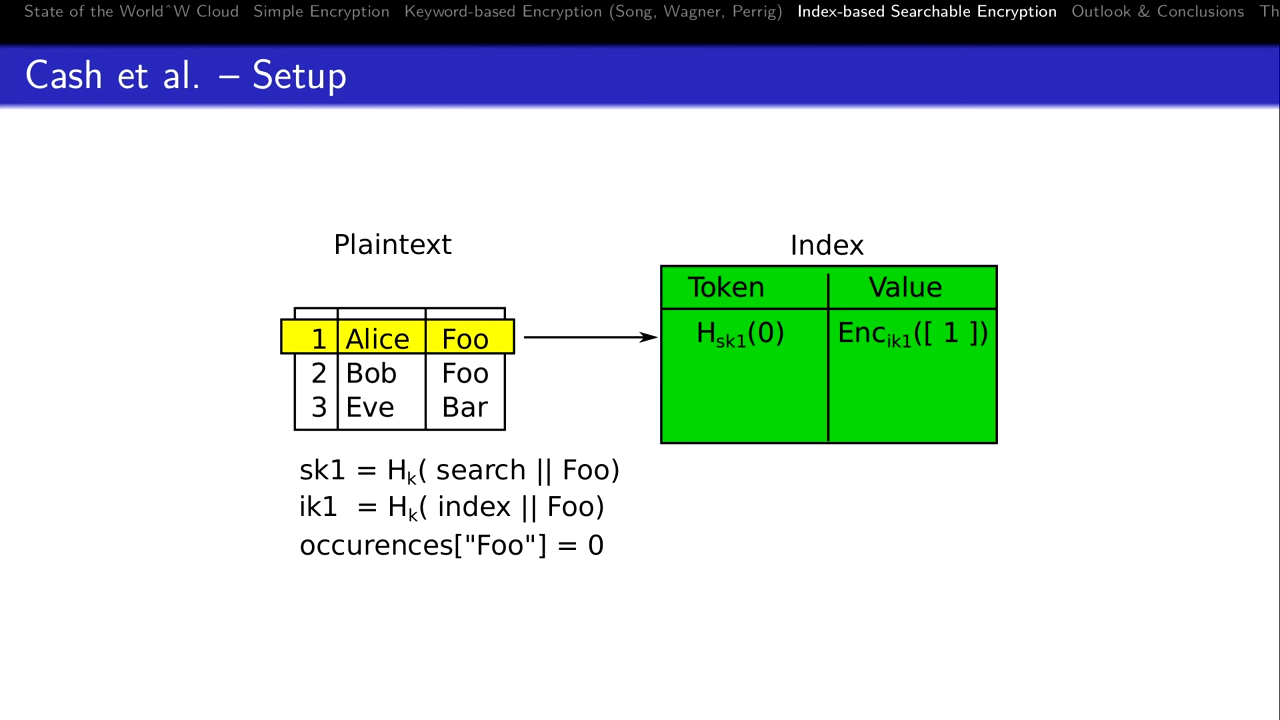 State of the World^W Cloud Simple Encryption Keyword-based Encryption (Song, Wagner, Perrig) Index-based Searchable Encryption Outlook & Conclusions Th
Cash et al. – Setup
Plaintext
1 Alice Foo
2 Bob Foo
3 Eve Bar
sk1 = Hk( search || Foo)
ik1 = Hk( index || Foo)
occurences["Foo"] = 0
Index
Token Value
Hsk1(0) Encik1([ 1 ])